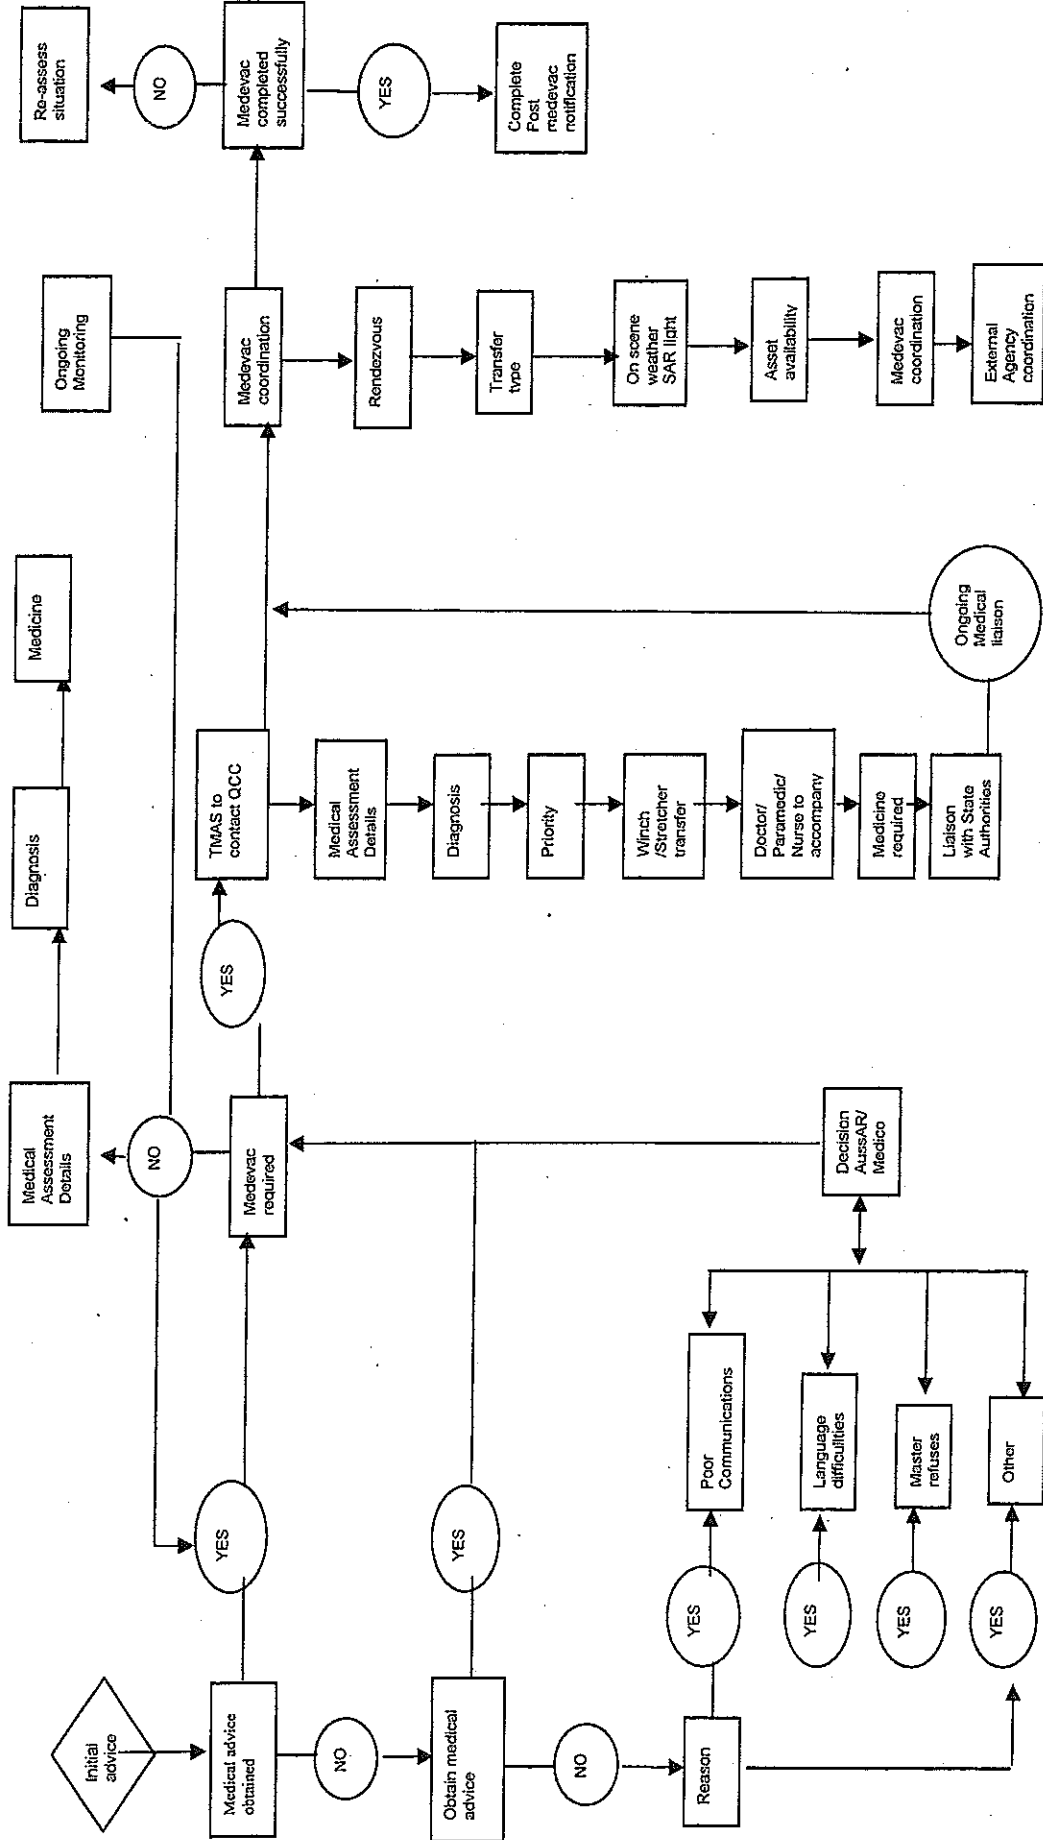 Initial
advice
Medical advice
obtained
NO
Obtain medical
advice
NO
Reason
YES
YES
YES
YES
YES
YES
Poor
Communications
Language
difficullties
Master
refuses
Other
Decision
AussAR/
Medico
Medevac
required
NO
Medical
Assessment
Details
Diagnosis
Medicine
YES
TMAS to
contact QCC
Medical
Assessment
Details
Diagnosis
Priority
Winch
/Stretcher
transfer
Doctor/
Paramedic/
Nurse to
accompany
Medicine
required
Liaison
with State
Authorities
Ongoing
Medical
liaison
Ongoing
Monitoring
Medevac
coordination
Rendezvous
Transfer
type
On scene
weather
SAR light
Asset
availability
Medevac
coordination
External
Agency
coordination
Medevac
completed
successfully
NO
Re-assess
situation
YES
Complete
Post
medevac
notification